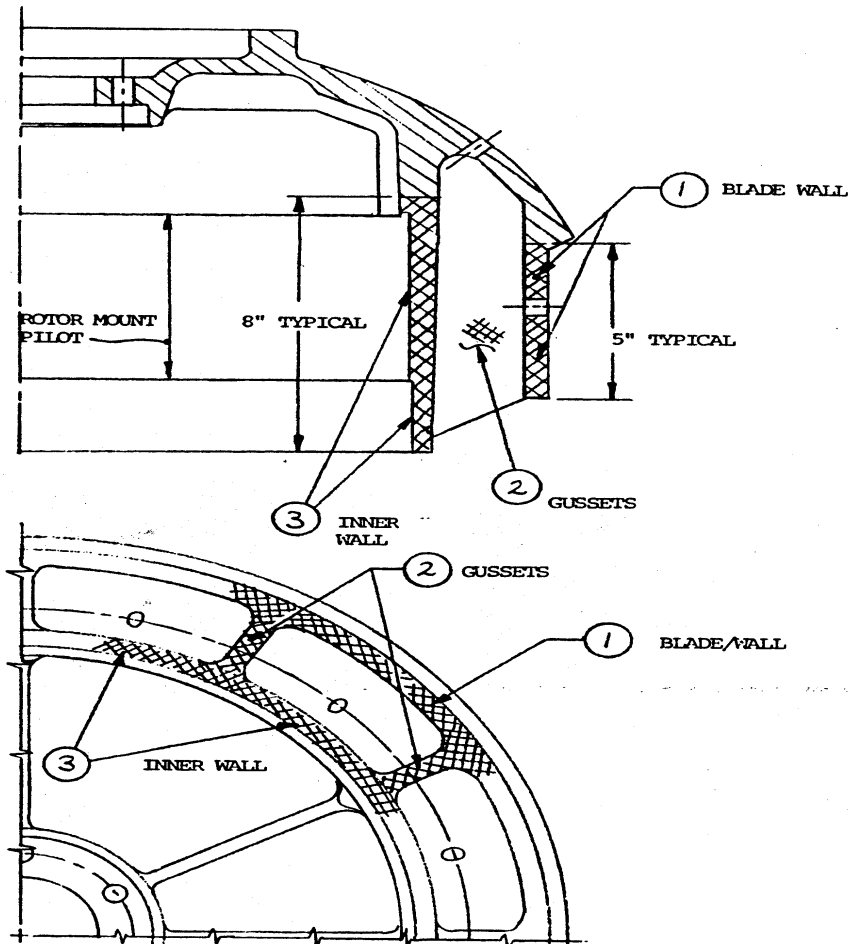 1 BLADE WALL
ROTOR MOUNT
PILOT
8" TYPICAL
5" TYPICAL
2 GUSSETS
3 INNER
WALL
2 GUSSETS
1 BLADE/WALL
3 INNER WALL